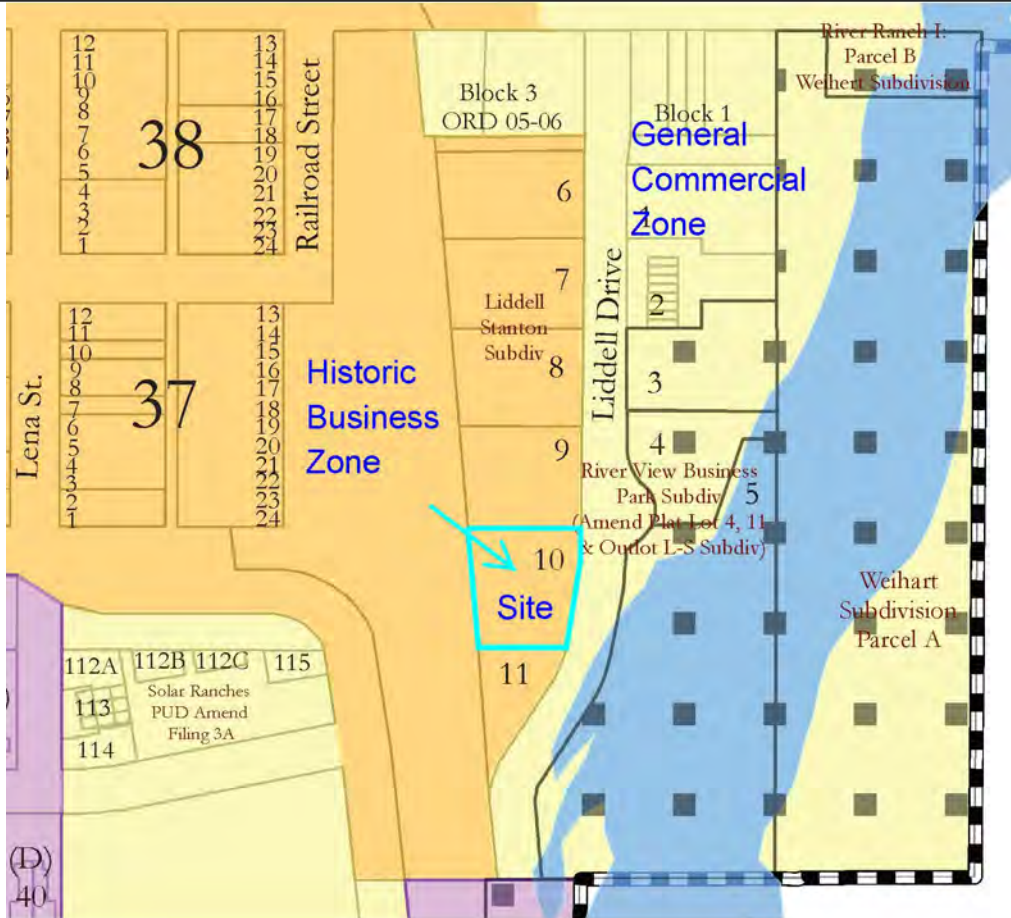 12
11
10
9
8
7
6
5
4
3
2
1
38
13
14
15
16
17
18
19
20
21
22
23
24
Railroad Street
Block 3
ORD 05-06
Block 1
General
Commercial
Zone
1
River Ranch I:
Parcel B
Weihert Subdivision
6
7
Liddell
Stanton
Subdiv
8
9
Liddell Drive
2
3
4
5
River View Business
Park Subdiv
(Amend Plat Lot 4, 11
& Outlot L-S Subdiv)
Lena St.
12
11
10
9
8
7
6
5
4
3
2
1
37
13
14
15
16
17
18
19
20
21
22
23
24
Historic
Business
Zone
10
Site
11
Weihart
Subdivision
Parcel A
112A
112B
112C
115
113
114
Solar Ranches
PUD Amend
Filing 3A
(D)
40